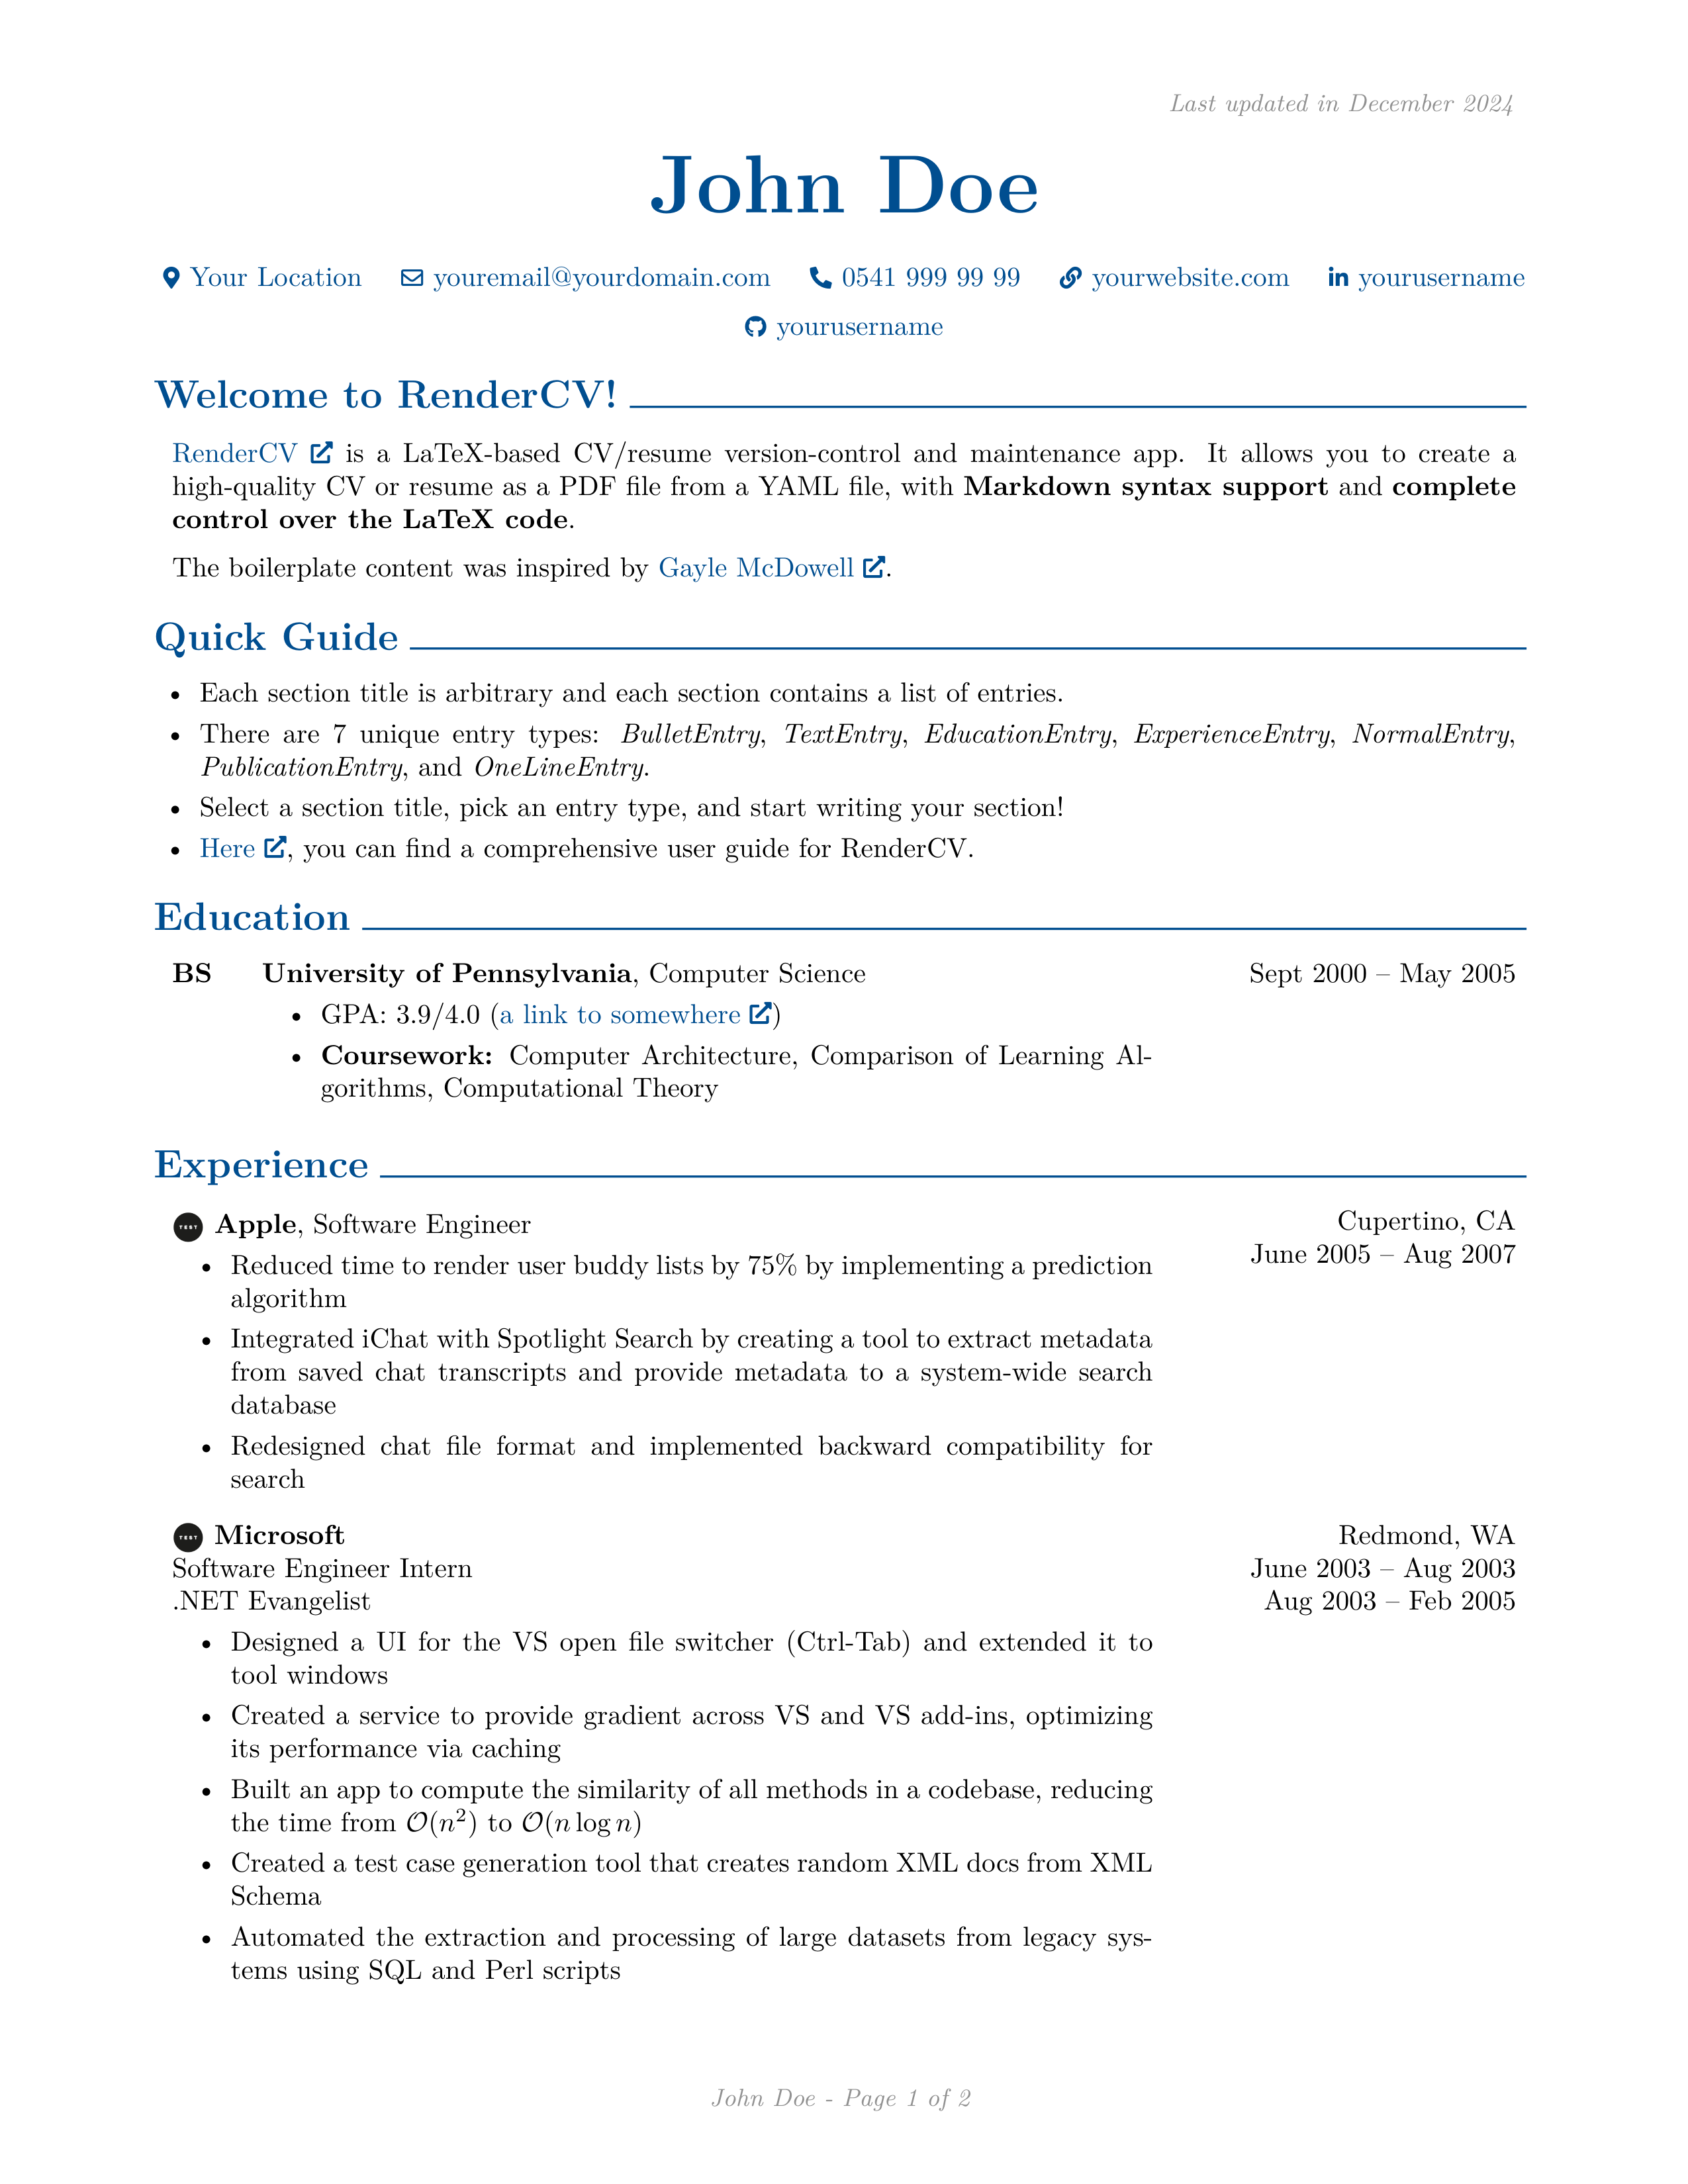 Last updated in December 2024
John Doe
Your Location youremail@yourdomain.com 0541 999 99 99 yourwebsite.com yourusername
yourusername
Welcome to RenderCV!
RenderCV is a LaTeX-based CV/resume version-control and maintenance app. It allows you to create a
high-quality CV or resume as a PDF file from a YAML file, with Markdown syntax support and complete
control over the LaTeX code.
The boilerplate content was inspired by Gayle McDowell.
Quick Guide
• Each section title is arbitrary and each section contains a list of entries.
• There are 7 unique entry types: BulletEntry, TextEntry, EducationEntry, ExperienceEntry, NormalEntry,
PublicationEntry, and OneLineEntry.
• Select a section title, pick an entry type, and start writing your section!
• Here, you can find a comprehensive user guide for RenderCV.
Education
BS University of Pennsylvania, Computer Science Sept 2000 – May 2005
• GPA: 3.9/4.0 (a link to somewhere)
• Coursework: Computer Architecture, Comparison of Learning Al-
gorithms, Computational Theory
Experience
TEST Apple, Software Engineer Cupertino, CA
June 2005 – Aug 2007
• Reduced time to render user buddy lists by 75% by implementing a prediction
algorithm
• Integrated iChat with Spotlight Search by creating a tool to extract metadata
from saved chat transcripts and provide metadata to a system-wide search
database
• Redesigned chat file format and implemented backward compatibility for
search
TEST Microsoft Redmond, WA
Software Engineer Intern June 2003 – Aug 2003
.NET Evangelist Aug 2003 – Feb 2005
• Designed a UI for the VS open file switcher (Ctrl-Tab) and extended it to
tool windows
• Created a service to provide gradient across VS and VS add-ins, optimizing
its performance via caching
• Built an app to compute the similarity of all methods in a codebase, reducing
the time from 𝒪(n²) to 𝒪(n log n)
• Created a test case generation tool that creates random XML docs from XML
Schema
• Automated the extraction and processing of large datasets from legacy sys-
tems using SQL and Perl scripts
John Doe - Page 1 of 2